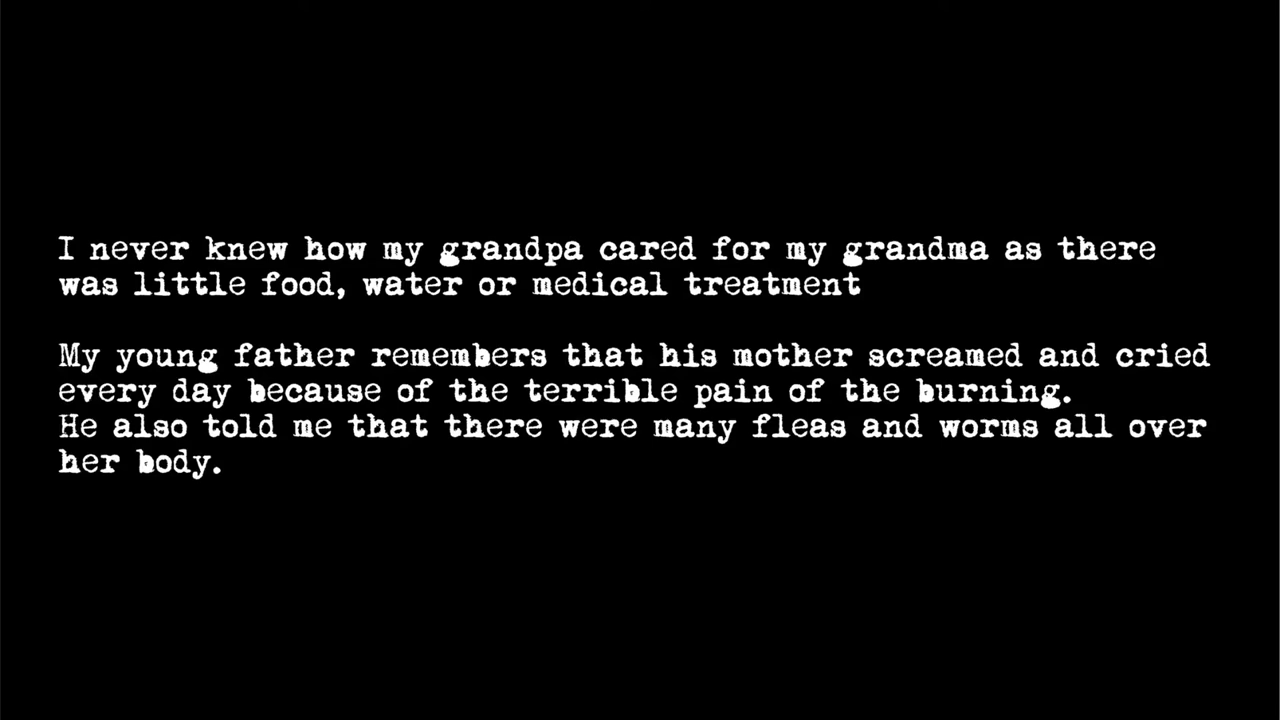 I never knew how my grandpa cared for my grandma as there
was little food, water or medical treatment
My young father remembers that his mother screamed and cried
every day because of the terrible pain of the burning.
He also told me that there were many fleas and worms all over
her body.